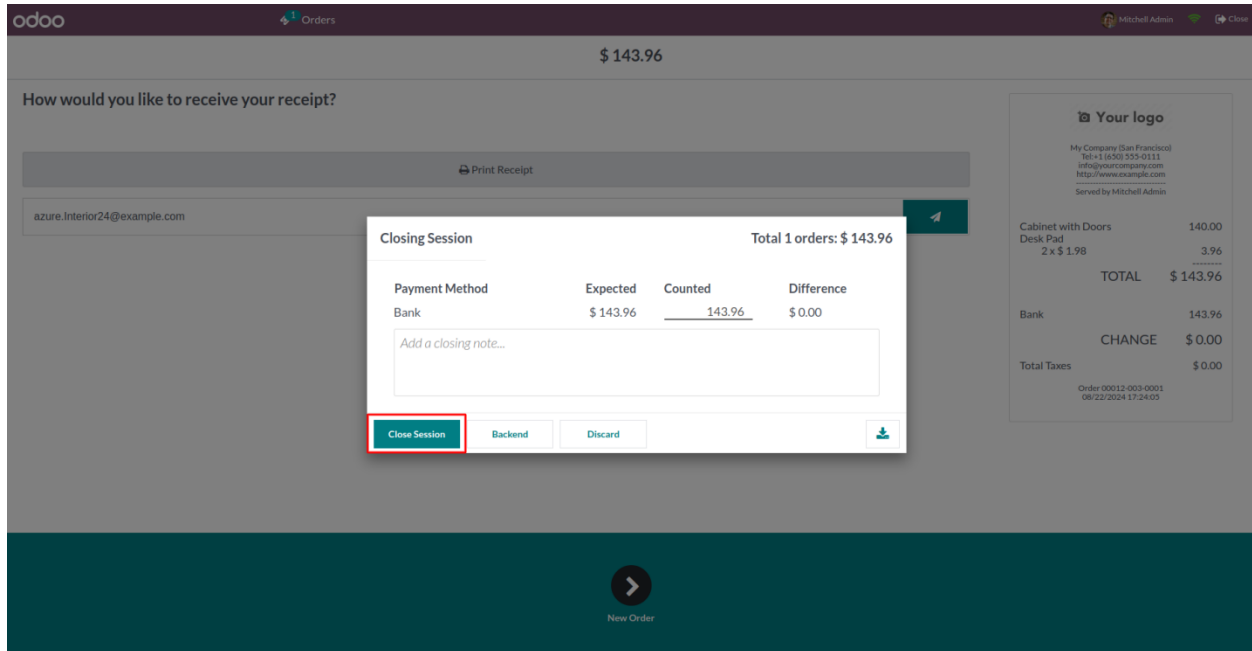 odoo
1 Orders
Mitchell Admin
Close
$ 143.96
How would you like to receive your receipt?
Print Receipt
azure.Interior24@example.com
Your logo
My Company (San Francisco)
Tel:+1 (650) 555-0111
info@yourcompany.com
http://www.example.com
--------------------------------
Served by Mitchell Admin
Cabinet with Doors 140.00
Desk Pad
2 x $ 1.98 3.96
--------
TOTAL $ 143.96
Bank 143.96
CHANGE $ 0.00
Total Taxes $ 0.00
Order 00012-003-0001
08/22/2024 17:24:05
Closing Session Total 1 orders: $ 143.96
Payment Method Expected Counted Difference
Bank $ 143.96 143.96 $ 0.00
Add a closing note...
Close Session Backend Discard
New Order